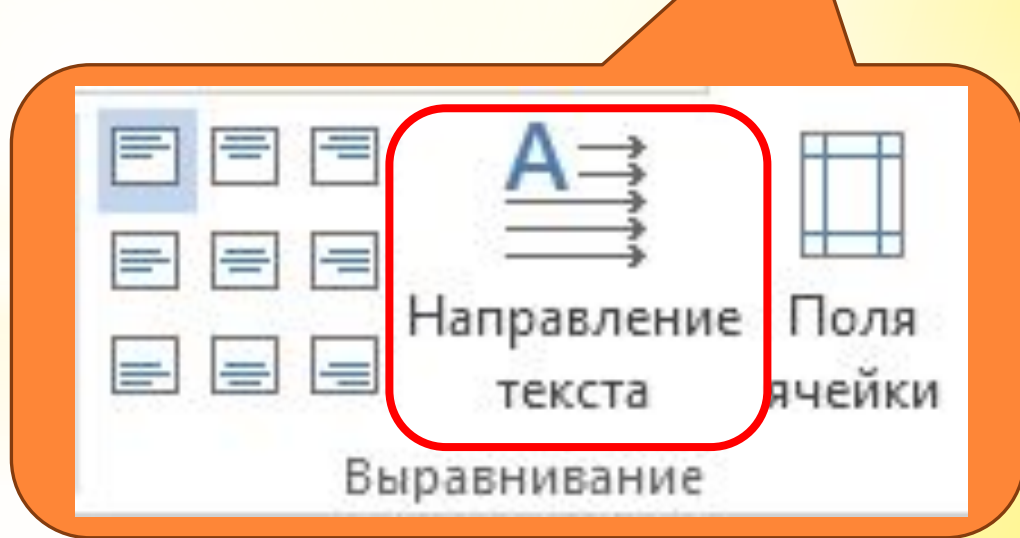 A
Направление
текста
Поля
ячейки
Выравнивание